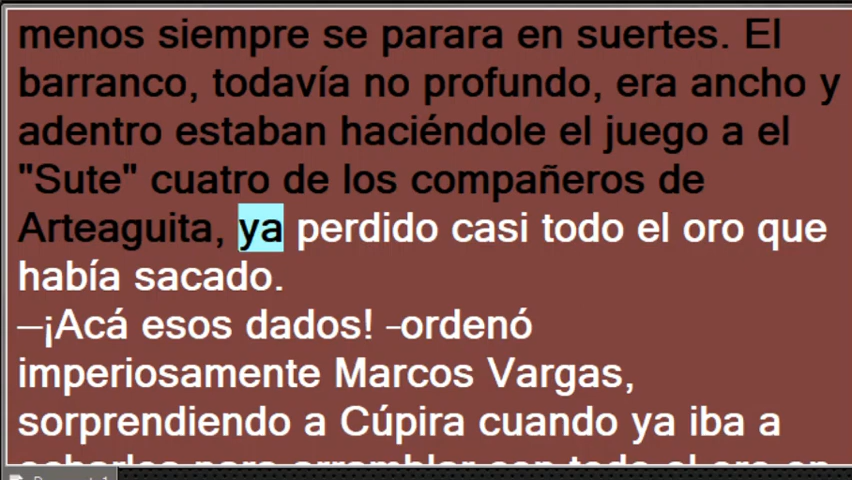 menos siempre se parara en suertes. El
barranco, todavía no profundo, era ancho y
adentro estaban haciéndole el juego a el
"Sute" cuatro de los compañeros de
Arteaguita, ya perdido casi todo el oro que
había sacado.
—¡Acá esos dados! –ordenó
imperiosamente Marcos Vargas,
sorprendiendo a Cúpira cuando ya iba a